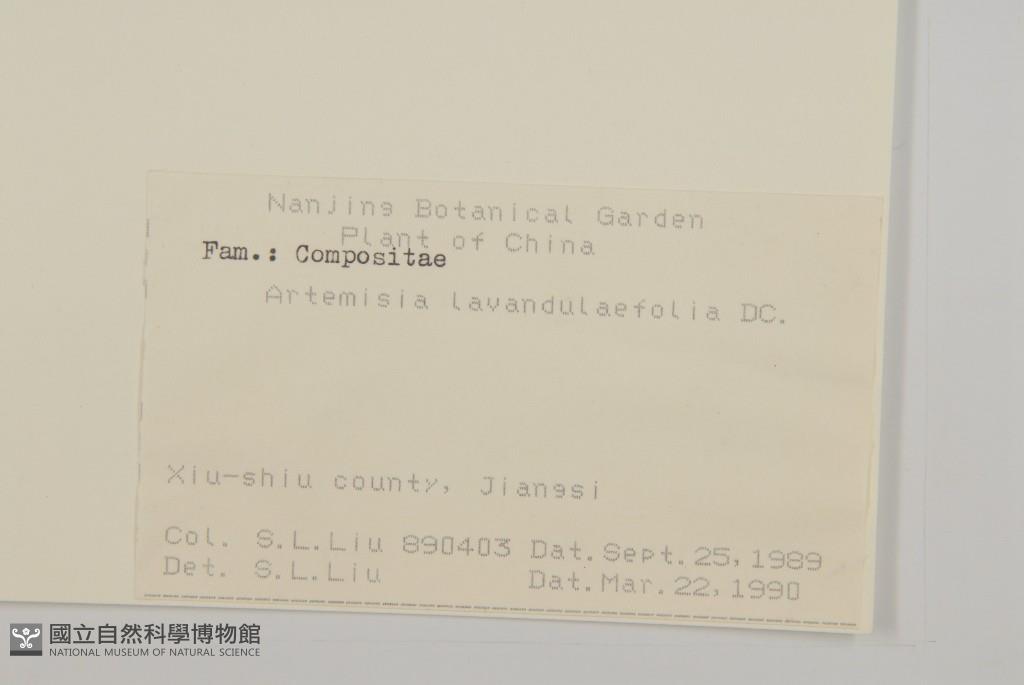 Nanjing Botanical Garden
Plant of China
Fam.: Compositae
Artemisia lavandulaefolia DC.
Xiu-shiu county, Jiangsi
Col. S.L.Liu 890403 Dat.Sept.25,1989
Det. S.L.Liu Dat.Mar.22,1990
國立自然科學博物館
NATIONAL MUSEUM OF NATURAL SCIENCE